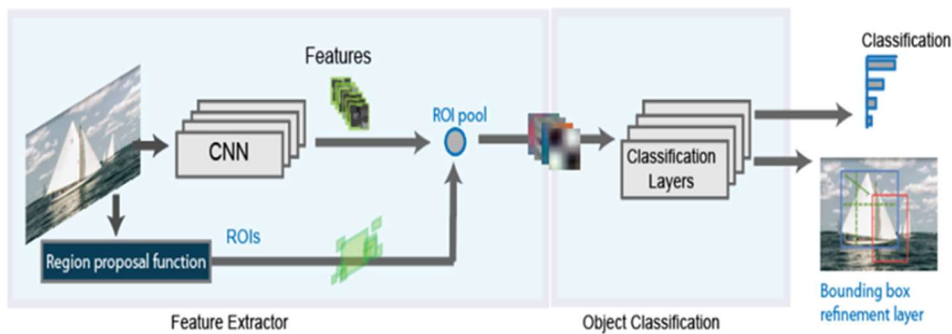 Classification
Features
ROI pool
CNN
Classification
Layers
ROIs
Region proposal function
Bounding box
refinement layer
Feature Extractor
Object Classification